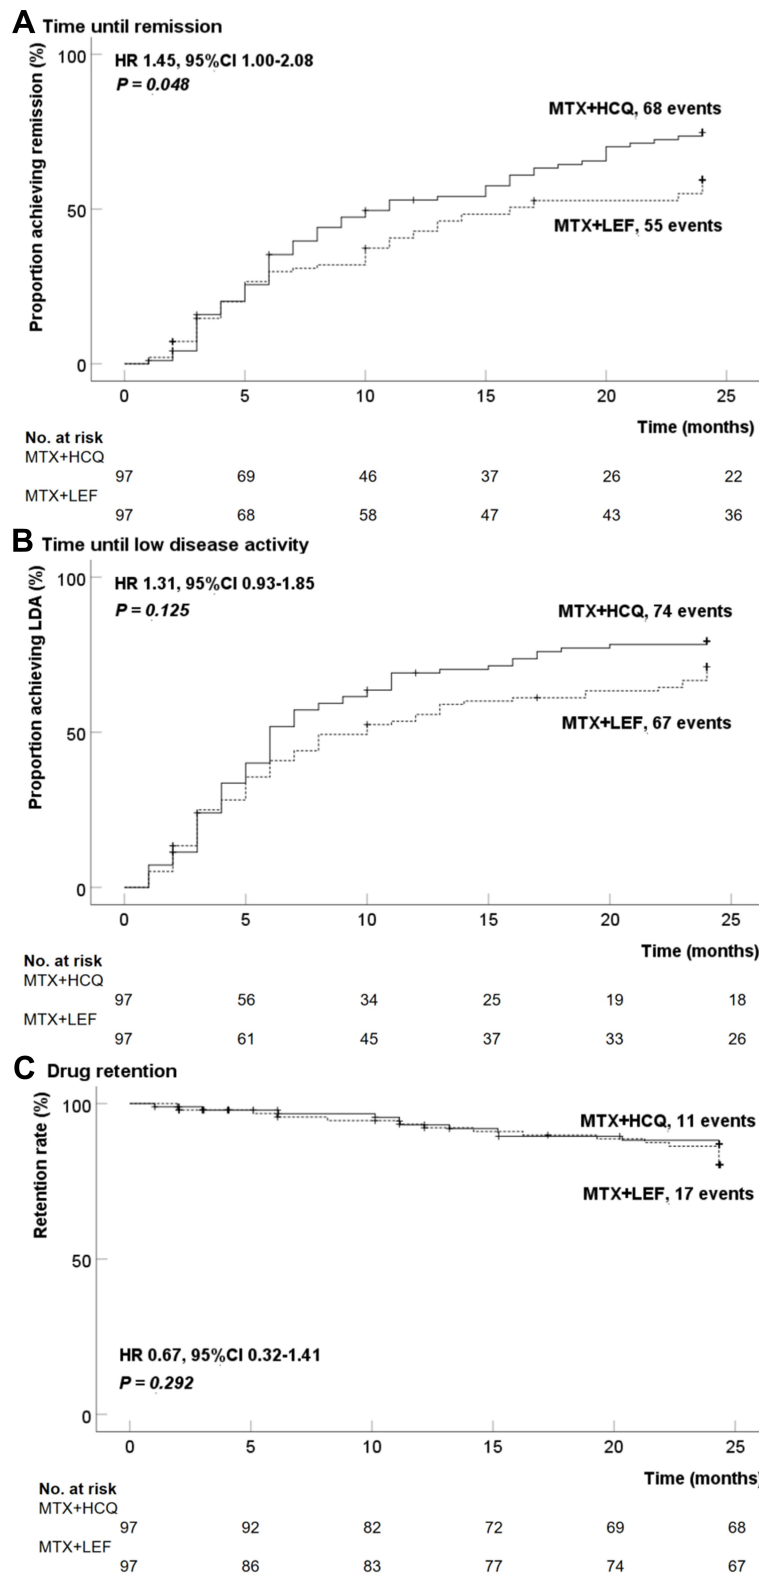 A Time until remission
Proportion achieving remission (%)
HR 1.45, 95%CI 1.00-2.08
P = 0.048
MTX+HCQ, 68 events
MTX+LEF, 55 events
100
50
0
0 5 10 15 20 25
Time (months)
No. at risk
MTX+HCQ
97 69 46 37 26 22
MTX+LEF
97 68 58 47 43 36
B Time until low disease activity
Proportion achieving LDA (%)
HR 1.31, 95%CI 0.93-1.85
P = 0.125
MTX+HCQ, 74 events
MTX+LEF, 67 events
100
50
0
0 5 10 15 20 25
Time (months)
No. at risk
MTX+HCQ
97 56 34 25 19 18
MTX+LEF
97 61 45 37 33 26
C Drug retention
Retention rate (%)
100
50
0
MTX+HCQ, 11 events
MTX+LEF, 17 events
HR 0.67, 95%CI 0.32-1.41
P = 0.292
0 5 10 15 20 25
Time (months)
No. at risk
MTX+HCQ
97 92 82 72 69 68
MTX+LEF
97 86 83 77 74 67